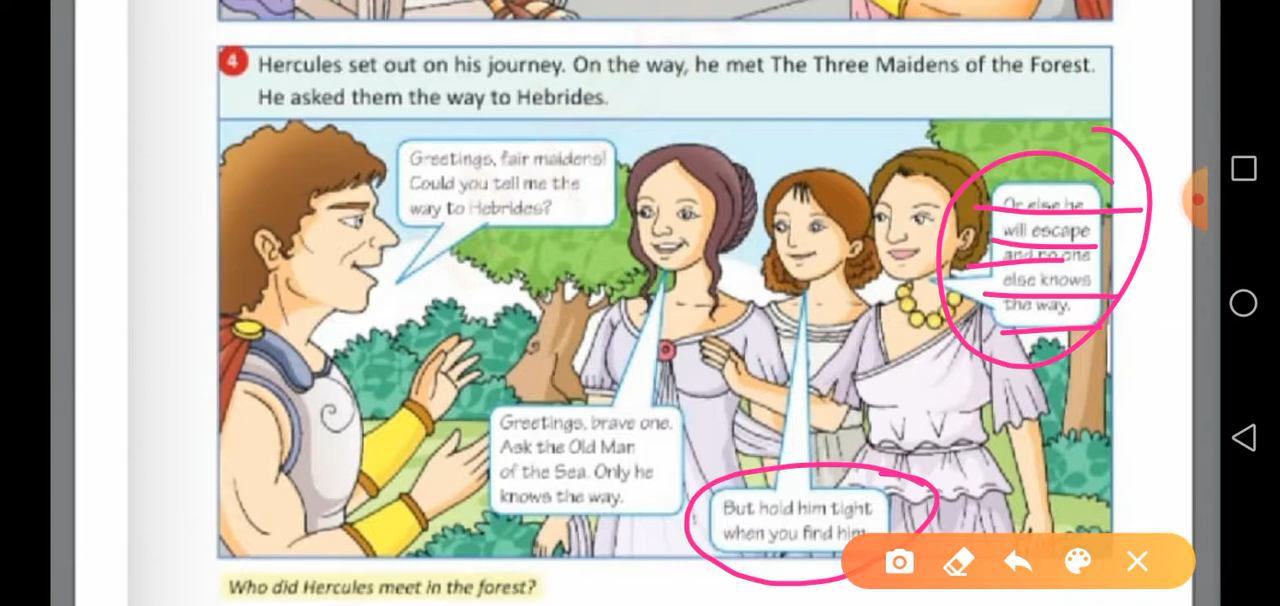 4 Hercules set out on his journey. On the way, he met The Three Maidens of the Forest.
He asked them the way to Hebrides.
Greetings, fair maidens!
Could you tell me the
way to Hebrides?
Greetings, brave one.
Ask the Old Man
of the Sea. Only he
knows the way.
But hold him tight
when you find him
Or else he
will escape
and no one
else knows
the way.
Who did Hercules meet in the forest?